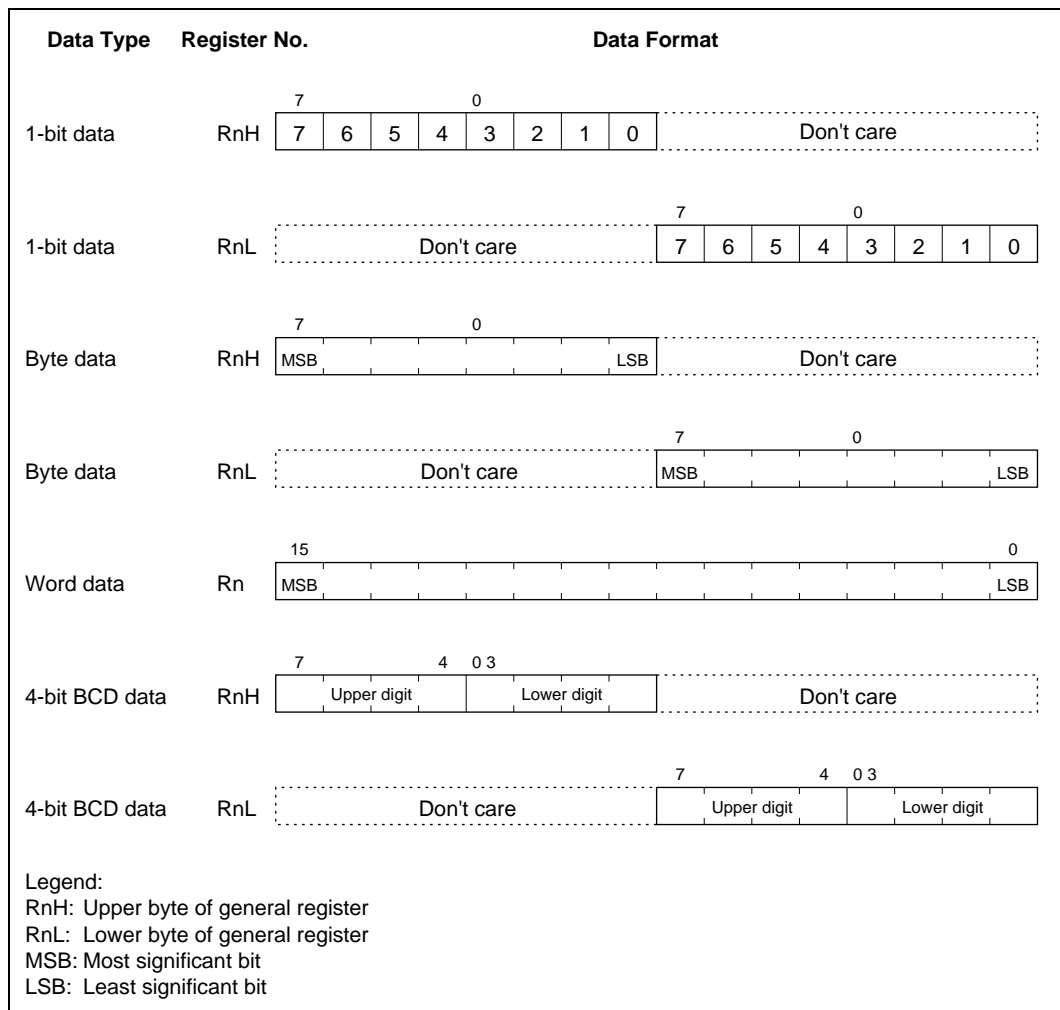 Data Type Register No. Data Format
7 0
1-bit data RnH 7 6 5 4 3 2 1 0 Don't care
7 0
1-bit data RnL Don't care 7 6 5 4 3 2 1 0
7 0
Byte data RnH MSB LSB Don't care
7 0
Byte data RnL Don't care MSB LSB
15 0
Word data Rn MSB LSB
7 4 0 3
4-bit BCD data RnH Upper digit Lower digit Don't care
7 4 0 3
4-bit BCD data RnL Don't care Upper digit Lower digit
Legend:
RnH: Upper byte of general register
RnL: Lower byte of general register
MSB: Most significant bit
LSB: Least significant bit